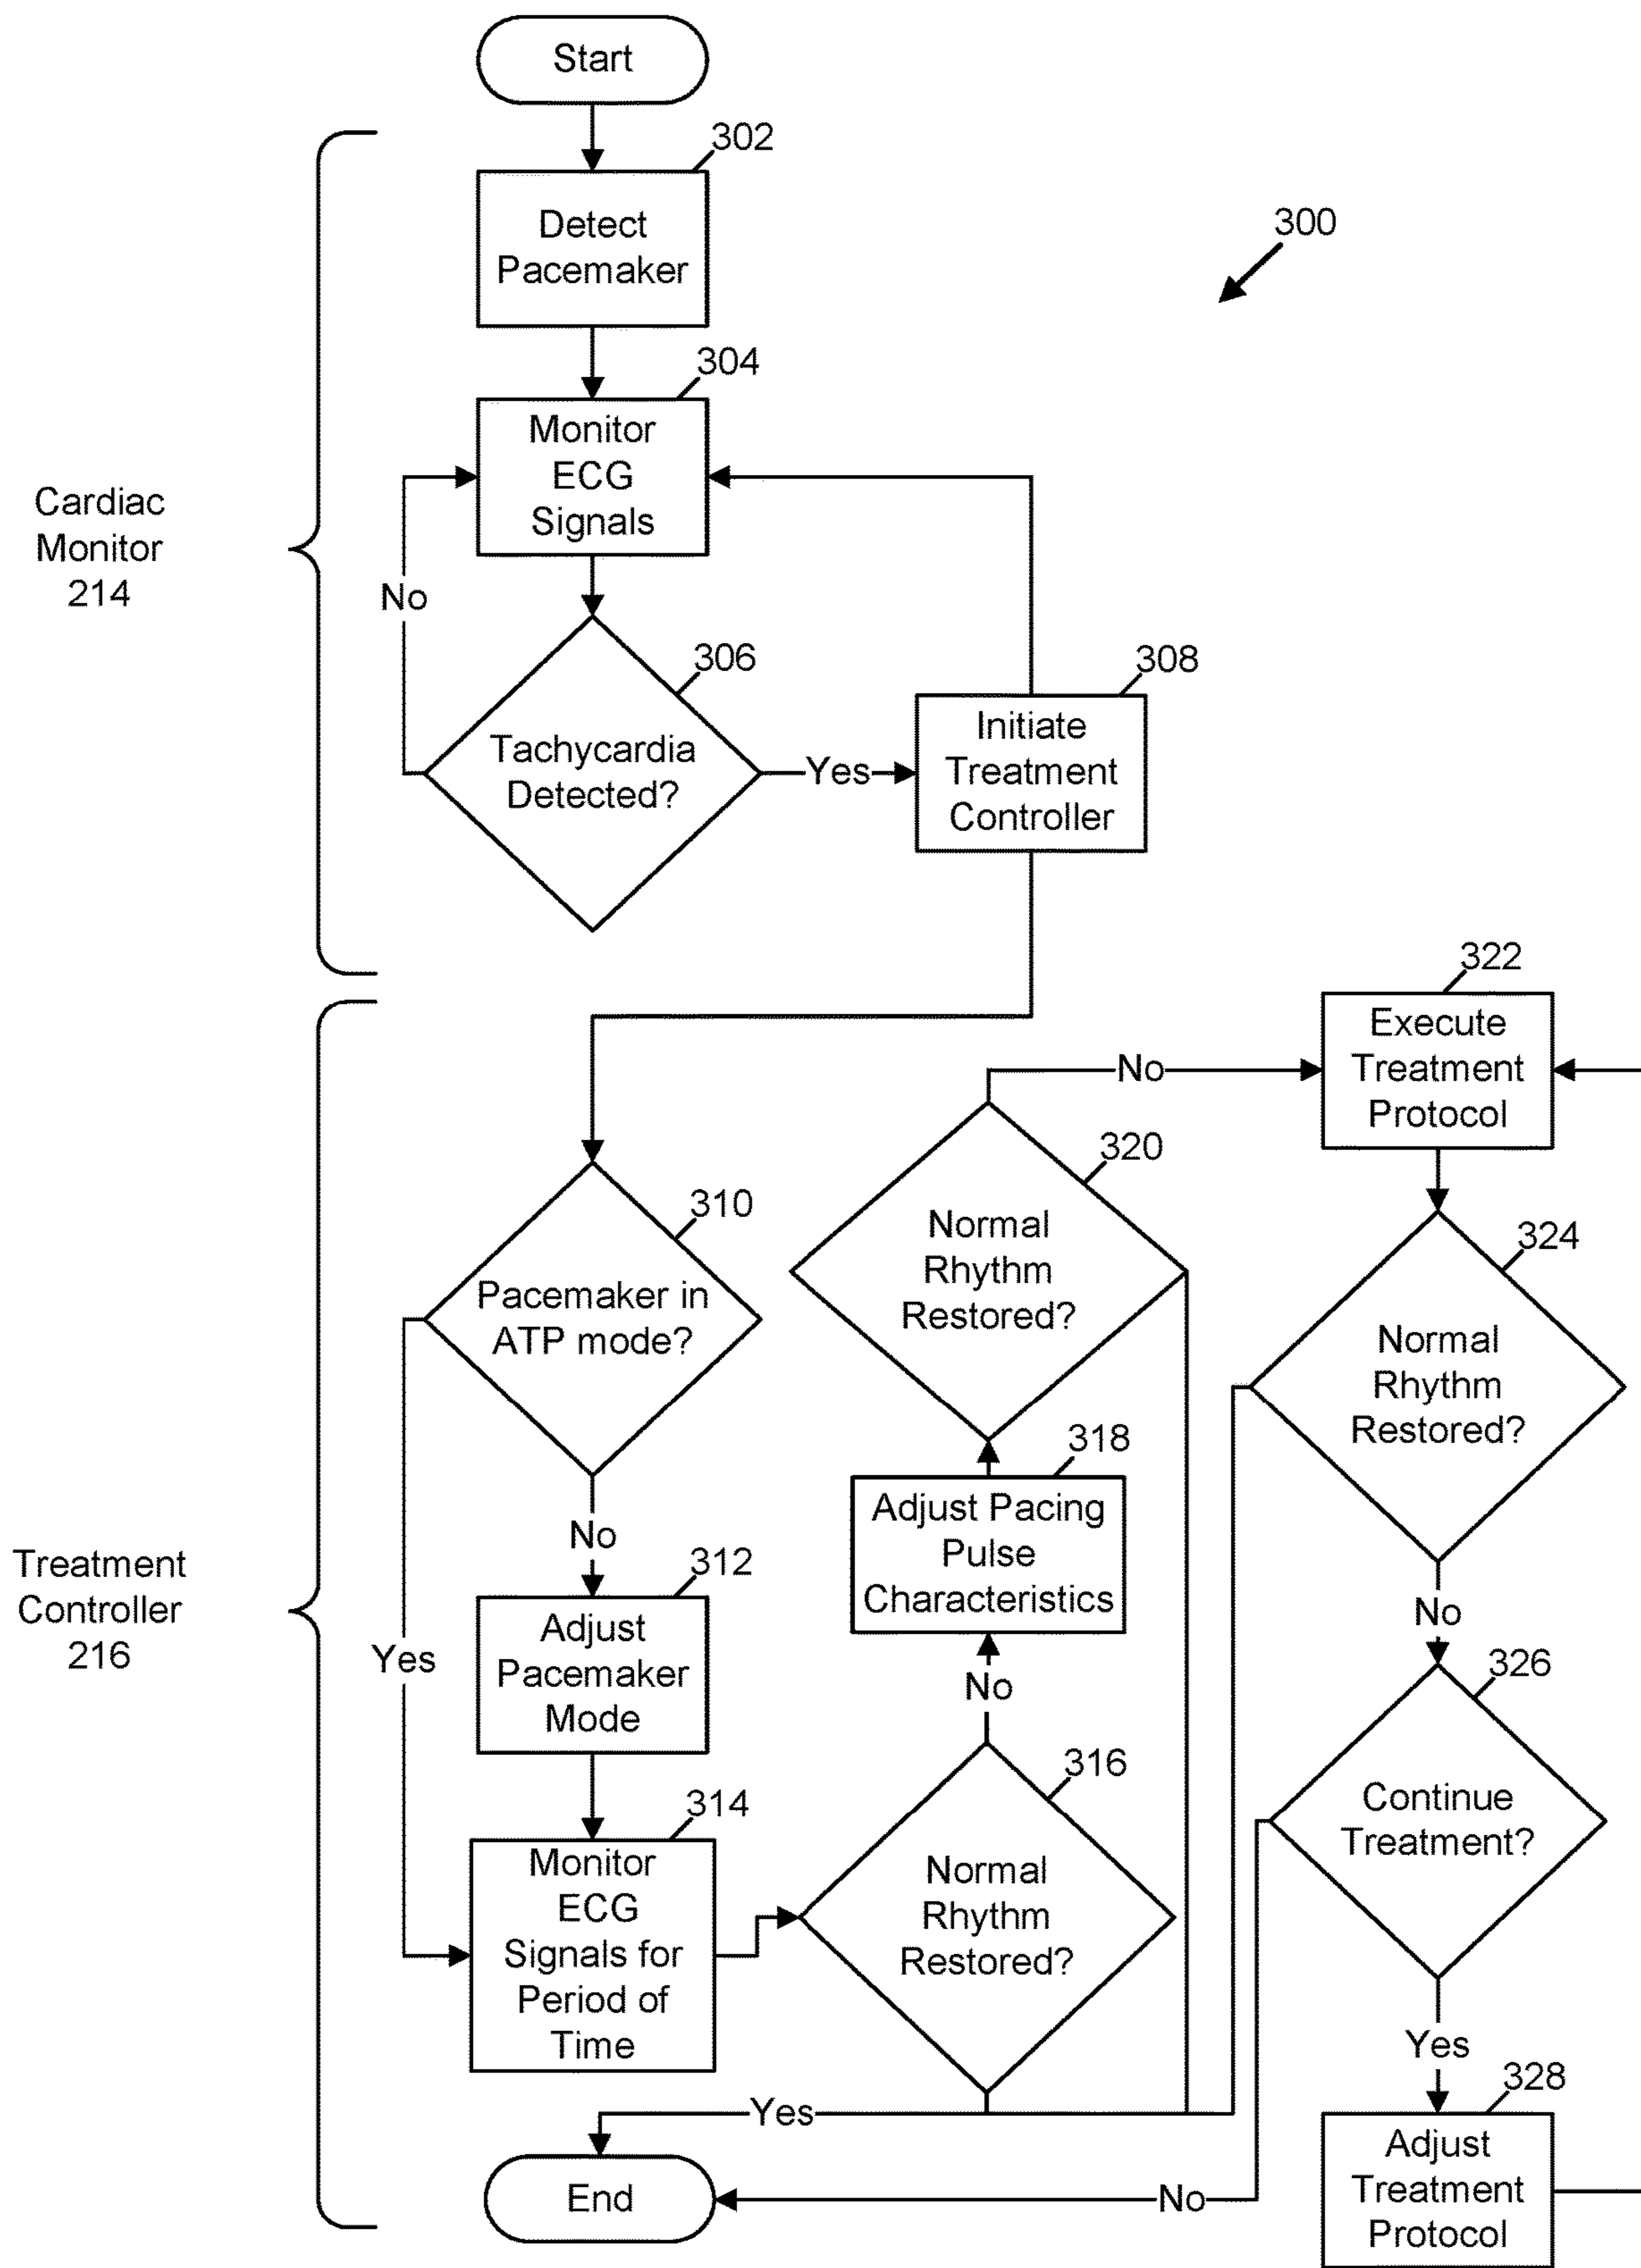 Start
302
Detect
Pacemaker
300
304
Monitor
ECG
Signals
Cardiac
Monitor
214
No
306
Tachycardia
Detected?
Yes
308
Initiate
Treatment
Controller
322
Execute
Treatment
Protocol
No
310
Pacemaker in
ATP mode?
320
Normal
Rhythm
Restored?
324
Normal
Rhythm
Restored?
318
Adjust Pacing
Pulse
Characteristics
No
312
Adjust
Pacemaker
Mode
Treatment
Controller
216
Yes
No
No
326
Continue
Treatment?
314
Monitor
ECG
Signals for
Period of
Time
316
Normal
Rhythm
Restored?
Yes
Yes
328
Adjust
Treatment
Protocol
End
No